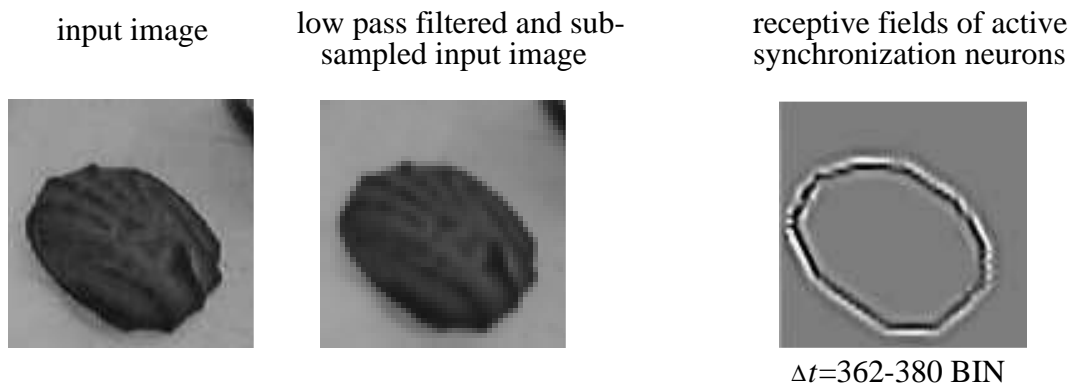 input image
low pass filtered and sub-
sampled input image
receptive fields of active
synchronization neurons
Δt=362-380 BIN